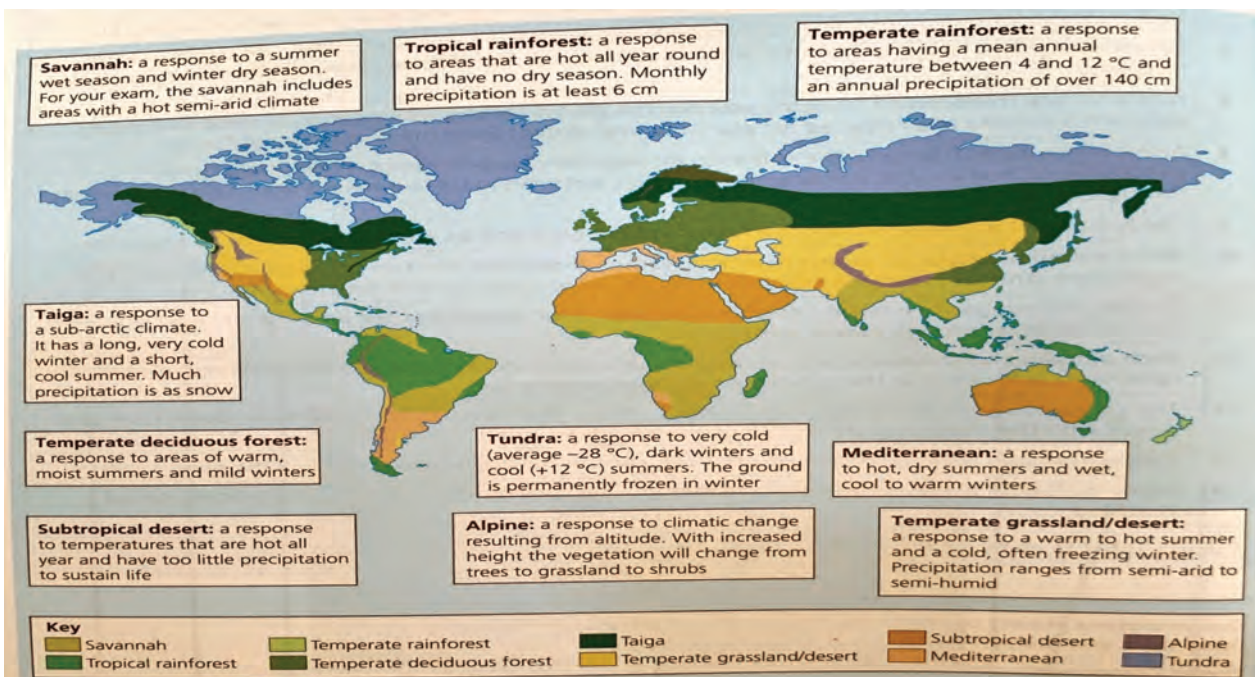 Savannah: a response to a summer
wet season and winter dry season.
For your exam, the savannah includes
areas with a hot semi-arid climate
Tropical rainforest: a response
to areas that are hot all year round
and have no dry season. Monthly
precipitation is at least 6 cm
Temperate rainforest: a response
to areas having a mean annual
temperature between 4 and 12 °C and
an annual precipitation of over 140 cm
Taiga: a response to
a sub-arctic climate.
It has a long, very cold
winter and a short,
cool summer. Much
precipitation is as snow
Temperate deciduous forest:
a response to areas of warm,
moist summers and mild winters
Tundra: a response to very cold
(average −28 °C), dark winters and
cool (+12 °C) summers. The ground
is permanently frozen in winter
Mediterranean: a response
to hot, dry summers and wet,
cool to warm winters
Subtropical desert: a response
to temperatures that are hot all
year and have too little precipitation
to sustain life
Alpine: a response to climatic change
resulting from altitude. With increased
height the vegetation will change from
trees to grassland to shrubs
Temperate grassland/desert:
a response to a warm to hot summer
and a cold, often freezing winter.
Precipitation ranges from semi-arid to
semi-humid
Key
Savannah
Tropical rainforest
Temperate rainforest
Temperate deciduous forest
Taiga
Temperate grassland/desert
Subtropical desert
Mediterranean
Alpine
Tundra